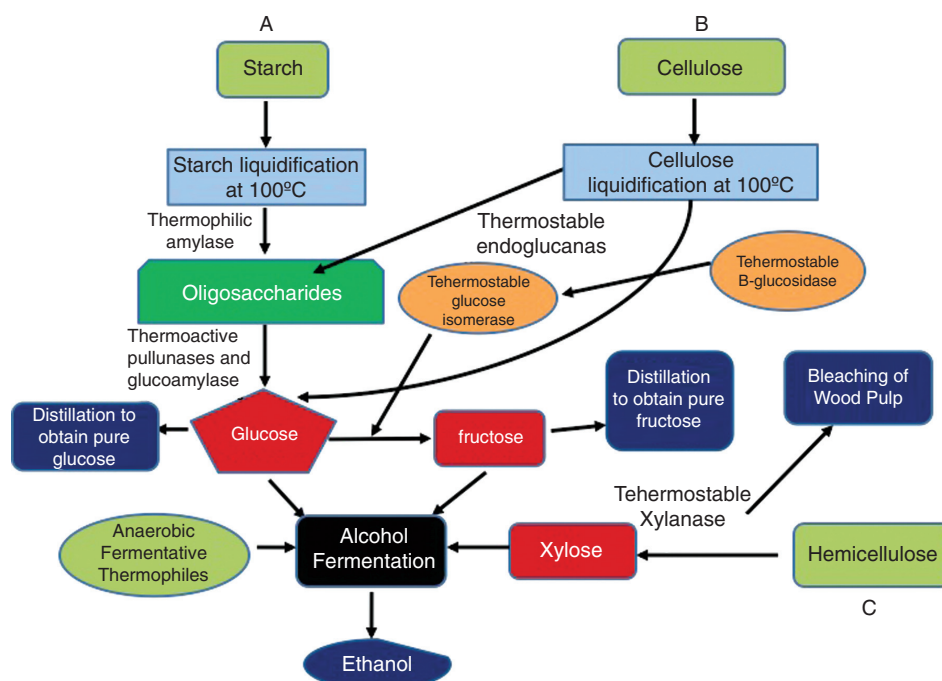 A
B
Starch
Cellulose
Starch liquidification
at 100ºC
Cellulose
liquidification at 100ºC
Thermophilic
amylase
Thermostable
endoglucanas
Tehermostable
B-glucosidase
Oligosaccharides
Tehermostable
glucose
isomerase
Thermoactive
pullunases and
glucoamylase
Distillation
to obtain pure
fructose
Bleaching of
Wood Pulp
Distillation to
obtain pure
glucose
Glucose
fructose
Tehermostable
Xylanase
Anaerobic
Fermentative
Thermophiles
Alcohol
Fermentation
Xylose
Hemicellulose
C
Ethanol